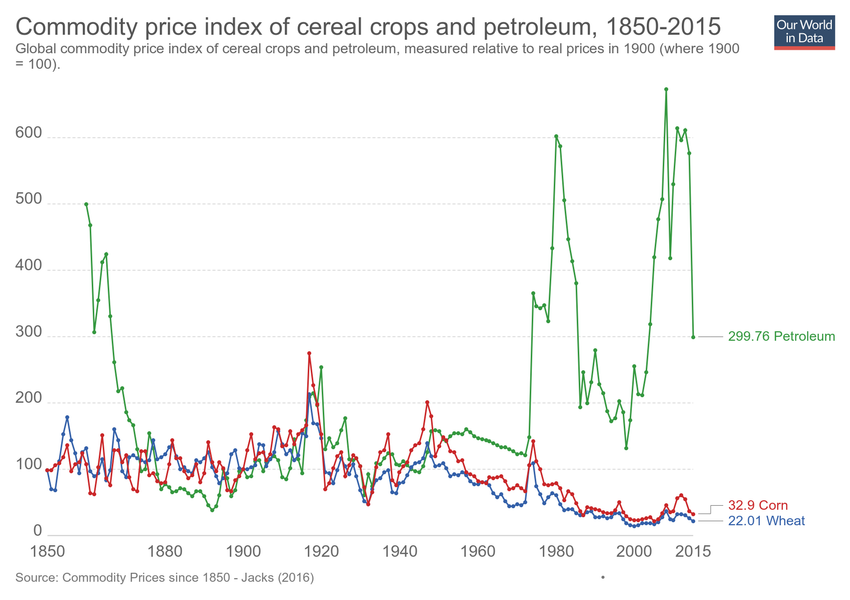 Commodity price index of cereal crops and petroleum, 1850-2015
Our World
in Data
Global commodity price index of cereal crops and petroleum, measured relative to real prices in 1900 (where 1900
= 100).
600
500
400
300
200
100
0
299.76 Petroleum
32.9 Corn
22.01 Wheat
1850
1880
1900
1920
1940
1960
1980
2000
2015
Source: Commodity Prices since 1850 - Jacks (2016)